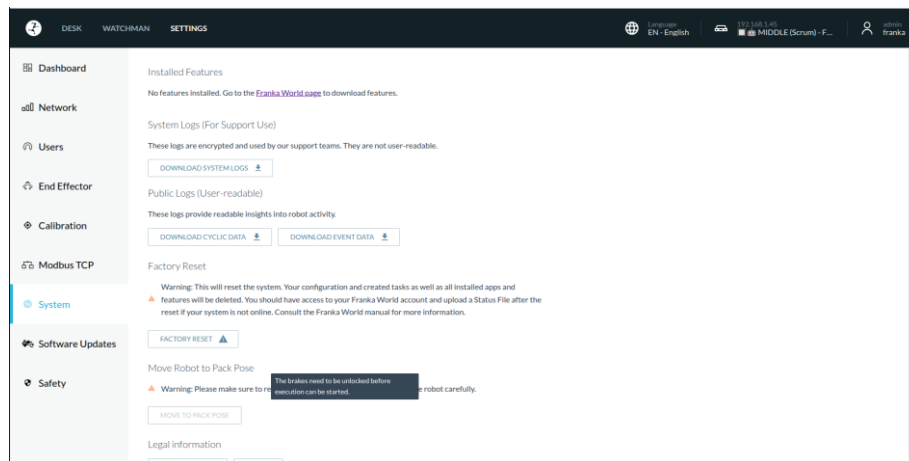 DESK WATCHMAN SETTINGS
Language
EN - English
192.168.1.45
MIDDLE (Scrum) - F...
admin
franka
Dashboard
Network
Users
End Effector
Calibration
Modbus TCP
System
Software Updates
Safety
Installed Features
No features installed. Go to the Franka World page to download features.
System Logs (For Support Use)
These logs are encrypted and used by our support teams. They are not user-readable.
DOWNLOAD SYSTEM LOGS
Public Logs (User-readable)
These logs provide readable insights into robot activity.
DOWNLOAD CYCLIC DATA DOWNLOAD EVENT DATA
Factory Reset
Warning: This will reset the system. Your configuration and created tasks as well as all installed apps and
features will be deleted. You should have access to your Franka World account and upload a Status File after the
reset if your system is not online. Consult the Franka World manual for more information.
FACTORY RESET
Move Robot to Pack Pose
The brakes need to be unlocked before
execution can be started.
Warning: Please make sure to re e robot carefully.
MOVE TO PACK POSE
Legal information